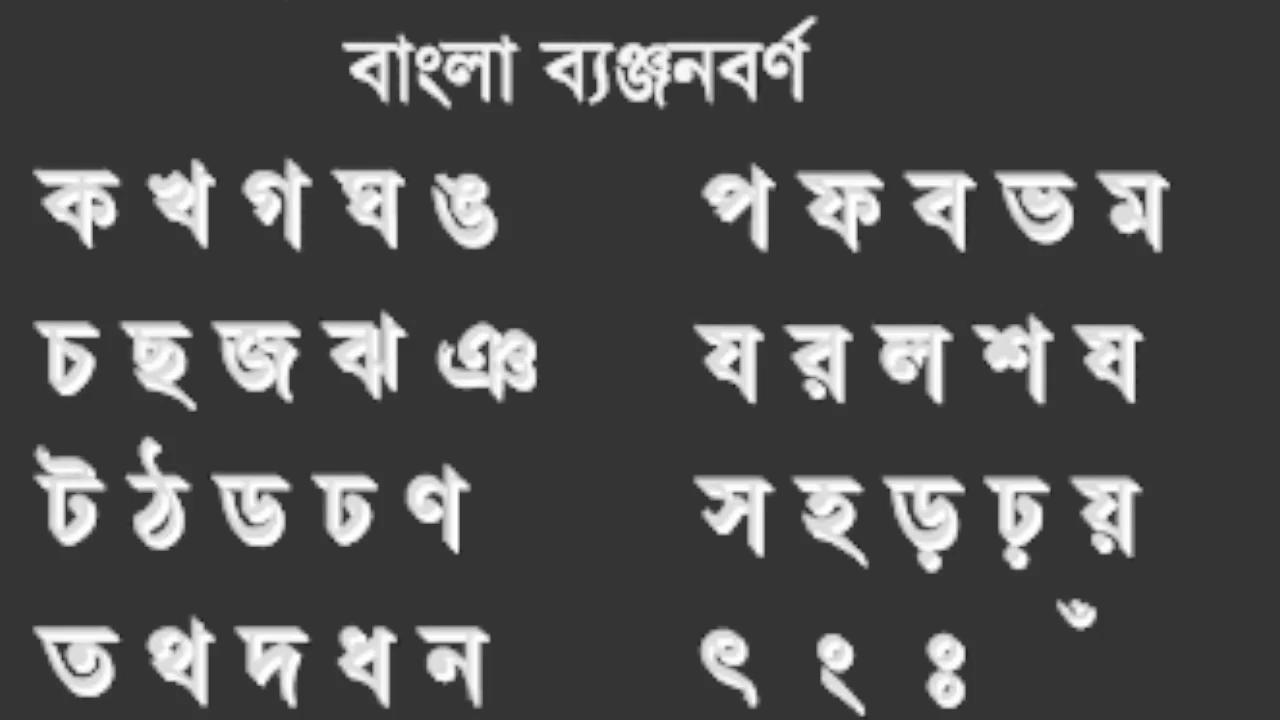 বাংলা ব্যঞ্জনবর্ণ
ক খ গ ঘ ঙ প ফ ব ভ ম
চ ছ জ ঝ ঞ য র ল শ ষ
ট ঠ ড ঢ ণ স হ ড় ঢ় য়
ত থ দ ধ ন ৎ ং ঃ ঁ